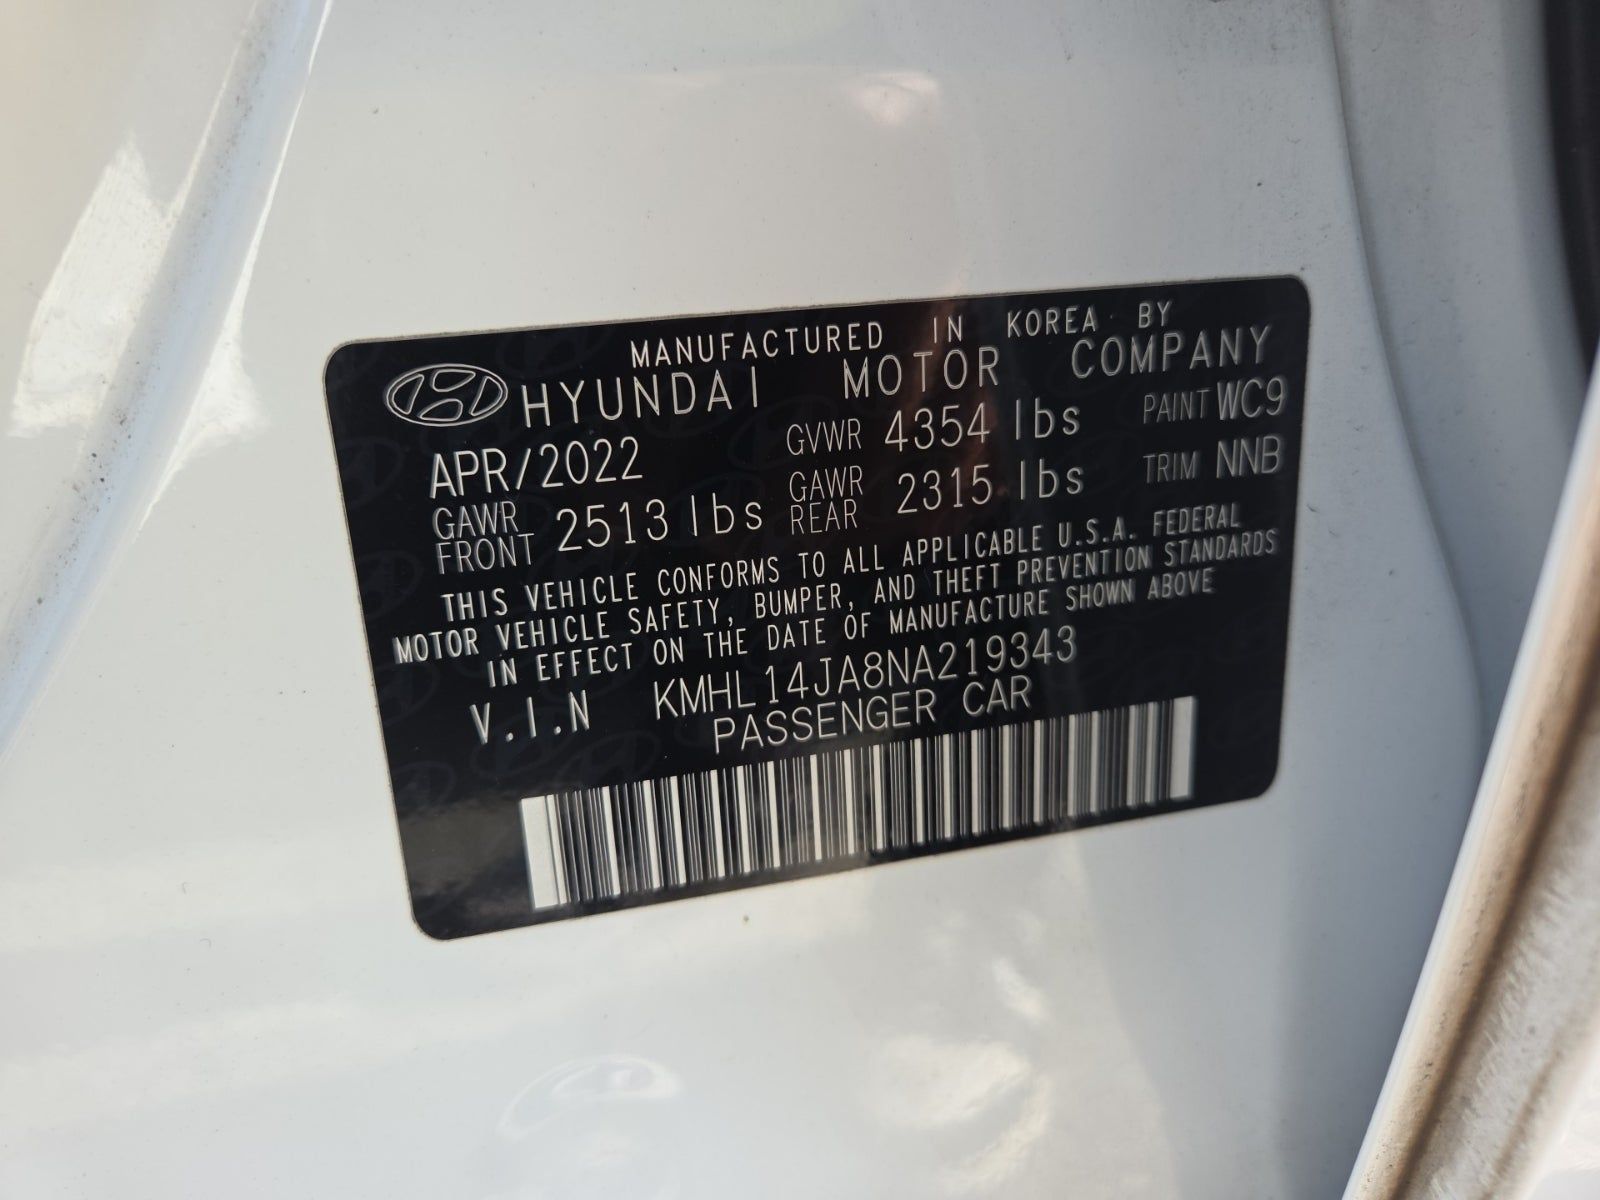 MANUFACTURED IN KOREA BY
HYUNDAI MOTOR COMPANY
APR/2022 GVWR 4354 lbs PAINT WC9
GAWR FRONT 2513 lbs GAWR REAR 2315 lbs TRIM NNB
THIS VEHICLE CONFORMS TO ALL APPLICABLE U.S.A. FEDERAL
MOTOR VEHICLE SAFETY, BUMPER, AND THEFT PREVENTION STANDARDS
IN EFFECT ON THE DATE OF MANUFACTURE SHOWN ABOVE
V.I.N KMHL14JA8NA219343
PASSENGER CAR